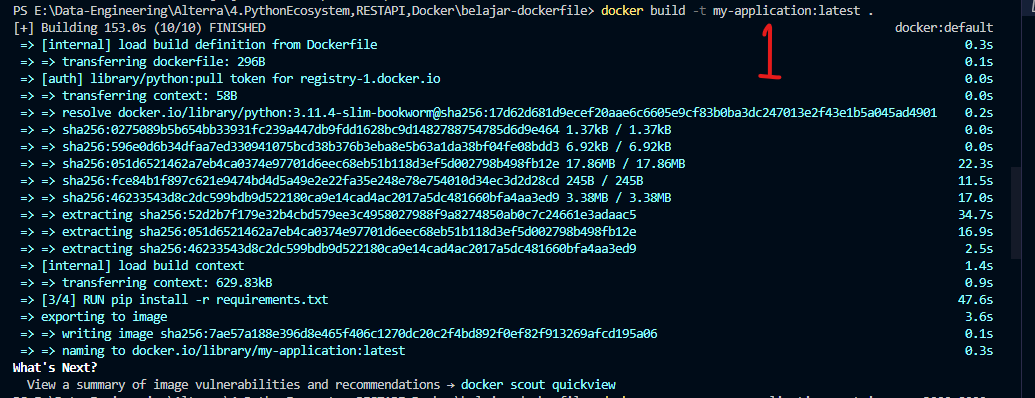 PS E:\Data-Engineering\Alterra\4.PythonEcosystem,RESTAPI,Docker\belajar-dockerfile> docker build -t my-application:latest .
[+] Building 153.0s (10/10) FINISHED docker:default
=> [internal] load build definition from Dockerfile 0.3s
=> => transferring dockerfile: 296B 0.1s
=> [auth] library/python:pull token for registry-1.docker.io 0.0s
=> => transferring context: 58B 0.0s
=> => resolve docker.io/library/python:3.11.4-slim-bookworm@sha256:17d62d681d9ecef20aae6c6605e9cf83b0ba3dc247013e2f43e1b5a045ad4901 0.2s
=> => sha256:0275089b5b654bb33931fc239a447db9fdd1628bc9d1482788754785d6d9e464 1.37kB / 1.37kB 0.0s
=> => sha256:596e0d6b34dfaa7ed330941075bcd38b376b3eba8e5b63a1da38bf04fe08bdd3 6.92kB / 6.92kB 0.0s
=> => sha256:051d6521462a7eb4ca0374e97701d6eec68eb51b118d3ef5d002798b498fb12e 17.86MB / 17.86MB 22.3s
=> => sha256:fce84b1f897c621e9474bd4d5a49e2e22fa35e248e78e754010d34ec3d2d28cd 245B / 245B 11.5s
=> => sha256:46233543d8c2dc599bdb9d522180ca9e14cad4ac2017a5dc481660bfa4aa3ed9 3.38MB / 3.38MB 17.0s
=> => extracting sha256:52d2b7f179e32b4cbd579ee3c4958027988f9a8274850ab0c7c24661e3adaac5 34.7s
=> => extracting sha256:051d6521462a7eb4ca0374e97701d6eec68eb51b118d3ef5d002798b498fb12e 16.9s
=> => extracting sha256:46233543d8c2dc599bdb9d522180ca9e14cad4ac2017a5dc481660bfa4aa3ed9 2.5s
=> [internal] load build context 1.4s
=> => transferring context: 629.83kB 0.9s
=> [3/4] RUN pip install -r requirements.txt 47.6s
=> exporting to image 3.6s
=> => writing image sha256:7ae57a188e396d8e465f406c1270dc20c2f4bd892f0ef82f913269afcd195a06 0.1s
=> => naming to docker.io/library/my-application:latest 0.3s
What's Next?
View a summary of image vulnerabilities and recommendations → docker scout quickview
1